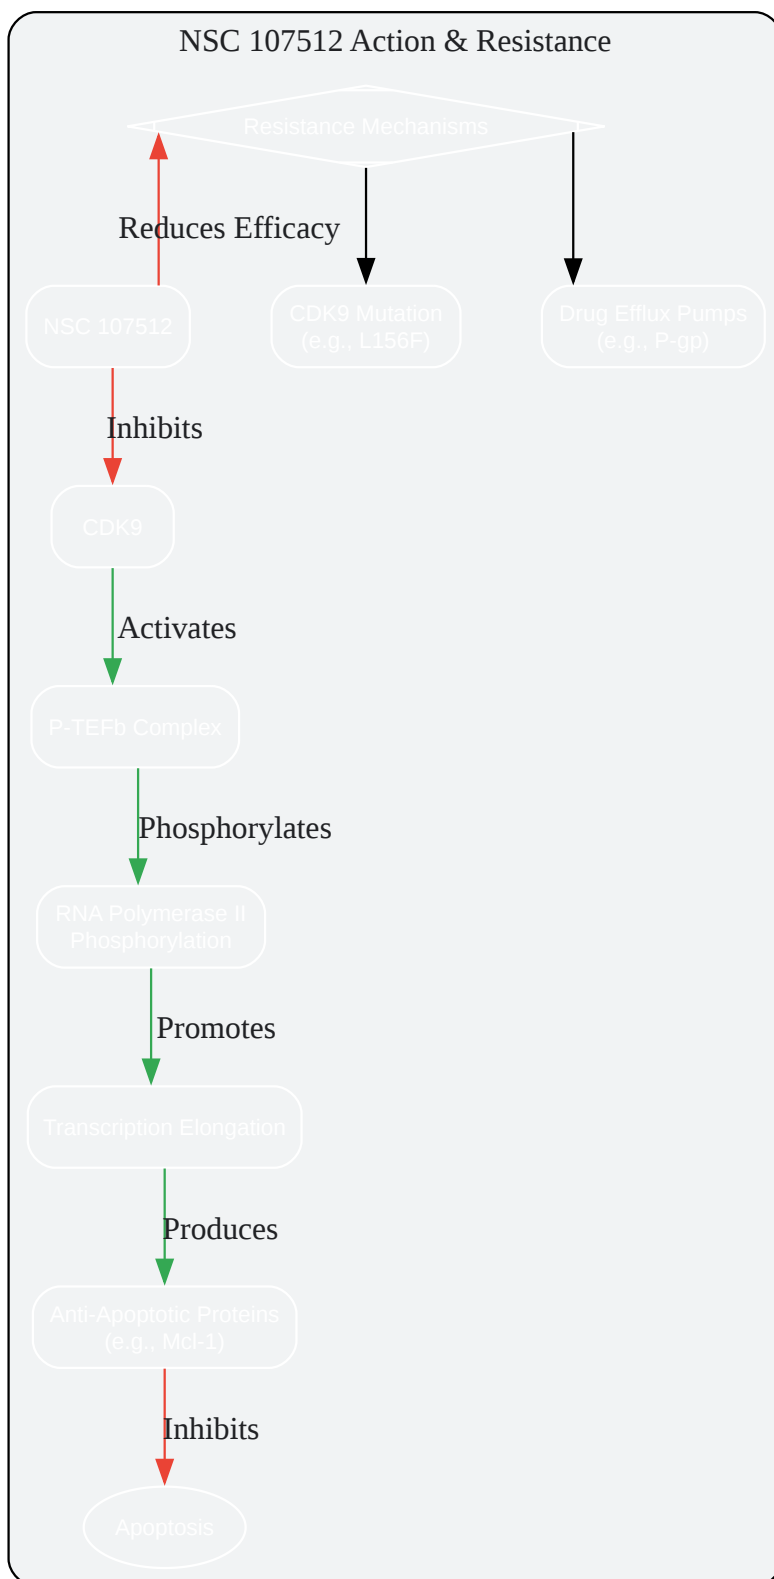 NSC 107512 Action & Resistance
Resistance Mechanisms
Reduces Efficacy
NSC 107512
CDK9 Mutation
(e.g., L156F)
Drug Efflux Pumps
(e.g., P-gp)
Inhibits
CDK9
Activates
P-TEFb Complex
Phosphorylates
RNA Polymerase II
Phosphorylation
Promotes
Transcription Elongation
Produces
Anti-Apoptotic Proteins
(e.g., Mcl-1)
Inhibits
Apoptosis